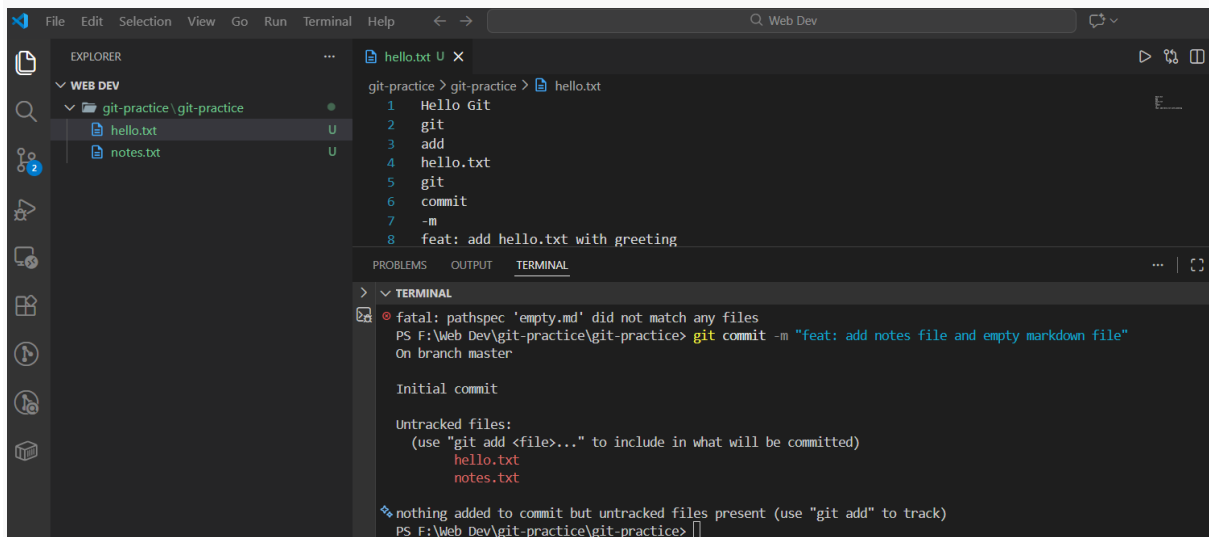 File Edit Selection View Go Run Terminal Help ← → Web Dev
EXPLORER ...
WEB DEV
git-practice\git-practice
hello.txt U
notes.txt U
2
hello.txt U
git-practice > git-practice > hello.txt
1 Hello Git
2 git
3 add
4 hello.txt
5 git
6 commit
7 -m
8 feat: add hello.txt with greeting
PROBLEMS OUTPUT TERMINAL ...
TERMINAL
fatal: pathspec 'empty.md' did not match any files
PS F:\Web Dev\git-practice\git-practice> git commit -m "feat: add notes file and empty markdown file"
On branch master
Initial commit
Untracked files:
(use "git add <file>..." to include in what will be committed)
hello.txt
notes.txt
nothing added to commit but untracked files present (use "git add" to track)
PS F:\Web Dev\git-practice\git-practice>